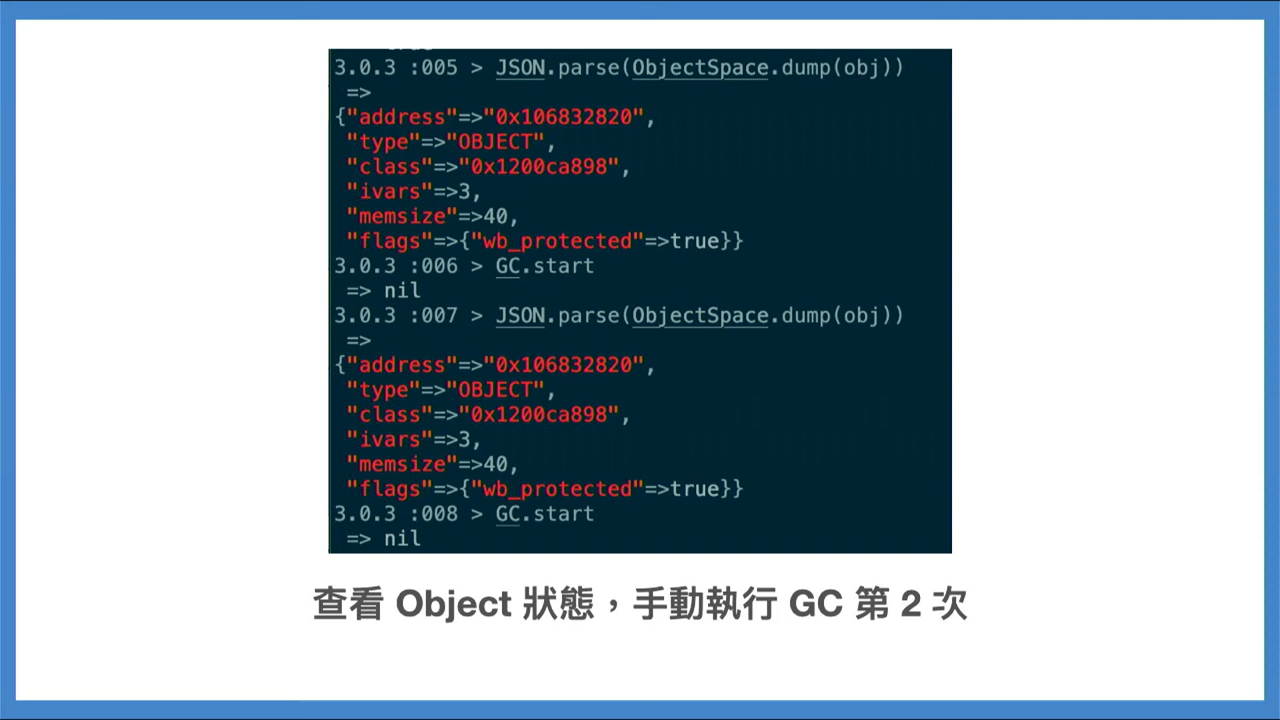 3.0.3 :005 > JSON.parse(ObjectSpace.dump(obj))
=>
{"address"=>"0x106832820",
"type"=>"OBJECT",
"class"=>"0x1200ca898",
"ivars"=>3,
"memsize"=>40,
"flags"=>{"wb_protected"=>true}}
3.0.3 :006 > GC.start
=> nil
3.0.3 :007 > JSON.parse(ObjectSpace.dump(obj))
=>
{"address"=>"0x106832820",
"type"=>"OBJECT",
"class"=>"0x1200ca898",
"ivars"=>3,
"memsize"=>40,
"flags"=>{"wb_protected"=>true}}
3.0.3 :008 > GC.start
=> nil
查看 Object 狀態，手動執行 GC 第 2 次